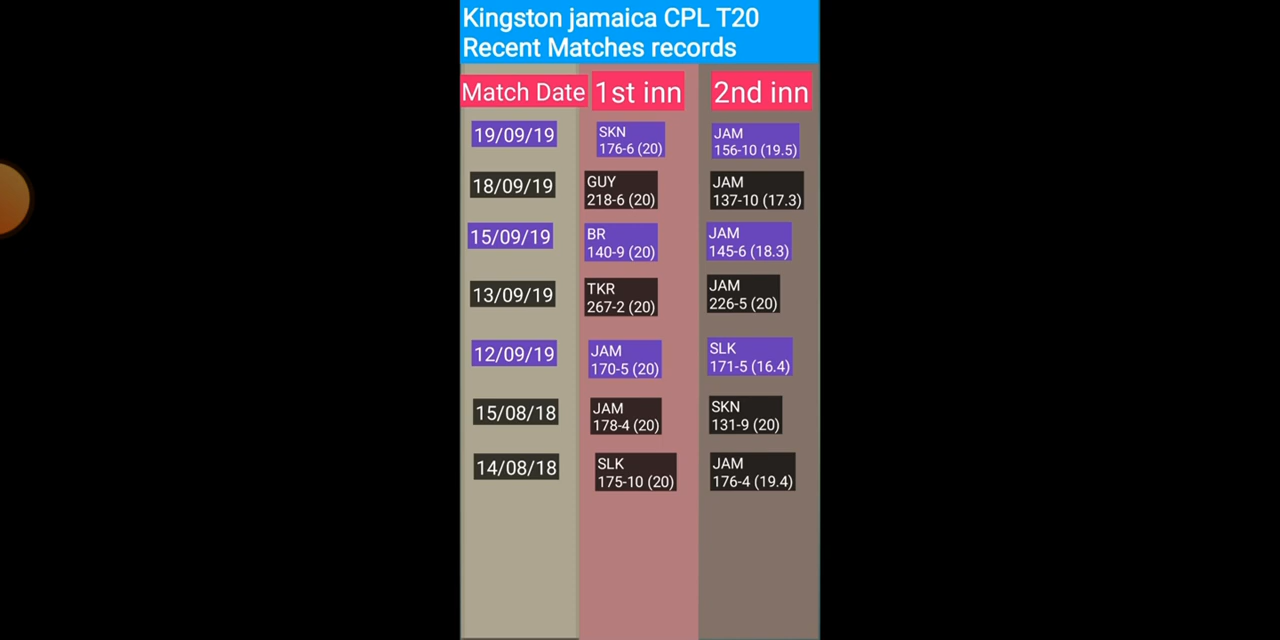 Kingston jamaica CPL T20
Recent Matches records
Match Date 1st inn 2nd inn
19/09/19 SKN 176-6 (20) JAM 156-10 (19.5)
18/09/19 GUY 218-6 (20) JAM 137-10 (17.3)
15/09/19 BR 140-9 (20) JAM 145-6 (18.3)
13/09/19 TKR 267-2 (20) JAM 226-5 (20)
12/09/19 JAM 170-5 (20) SLK 171-5 (16.4)
15/08/18 JAM 178-4 (20) SKN 131-9 (20)
14/08/18 SLK 175-10 (20) JAM 176-4 (19.4)